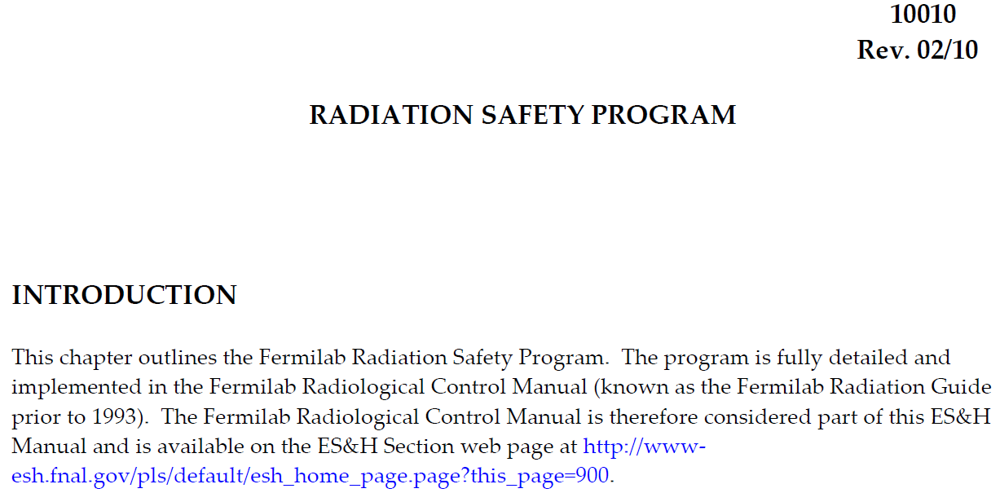 10010
Rev. 02/10
RADIATION SAFETY PROGRAM
INTRODUCTION
This chapter outlines the Fermilab Radiation Safety Program.  The program is fully detailed and
implemented in the Fermilab Radiological Control Manual (known as the Fermilab Radiation Guide
prior to 1993).  The Fermilab Radiological Control Manual is therefore considered part of this ES&H
Manual and is available on the ES&H Section web page at http://www-
esh.fnal.gov/pls/default/esh_home_page.page?this_page=900.